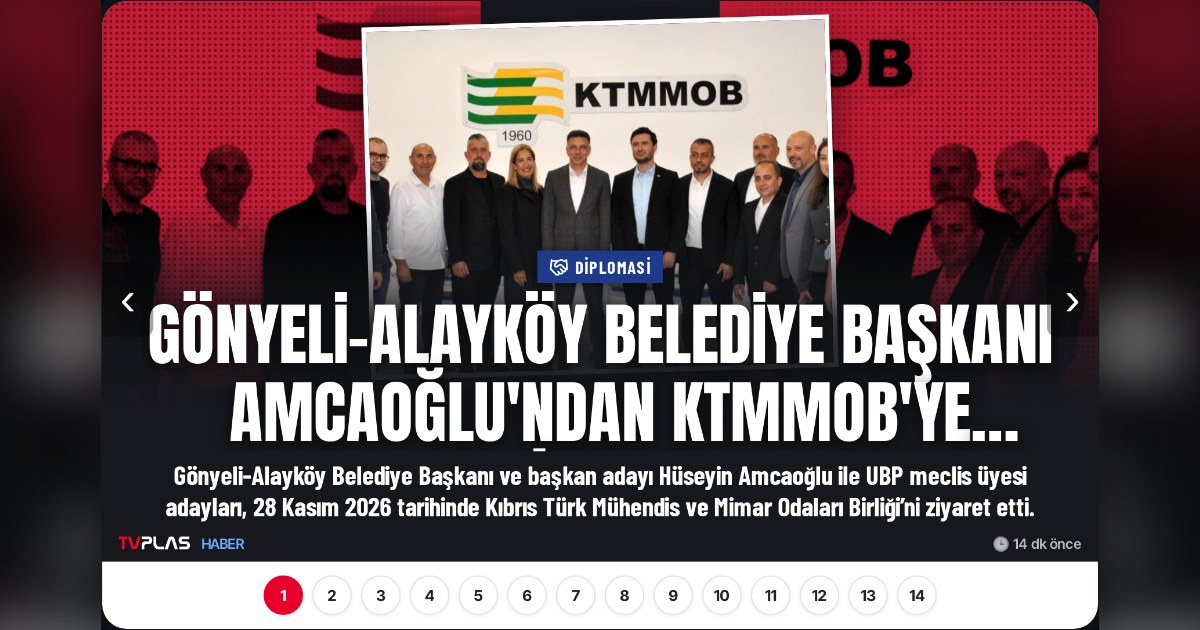 OB
KTMMOB
1960
DİPLOMASİ
GÖNYELİ-ALAYKÖY BELEDİYE BAŞKANI
AMCAOĞLU'NDAN KTMMOB'YE...
Gönyeli-Alayköy Belediye Başkanı ve başkan adayı Hüseyin Amcaoğlu ile UBP meclis üyesi
adayları, 28 Kasım 2026 tarihinde Kıbrıs Türk Mühendis ve Mimar Odaları Birliği’ni ziyaret etti.
TVPLAS HABER
14 dk önce
1 2 3 4 5 6 7 8 9 10 11 12 13 14